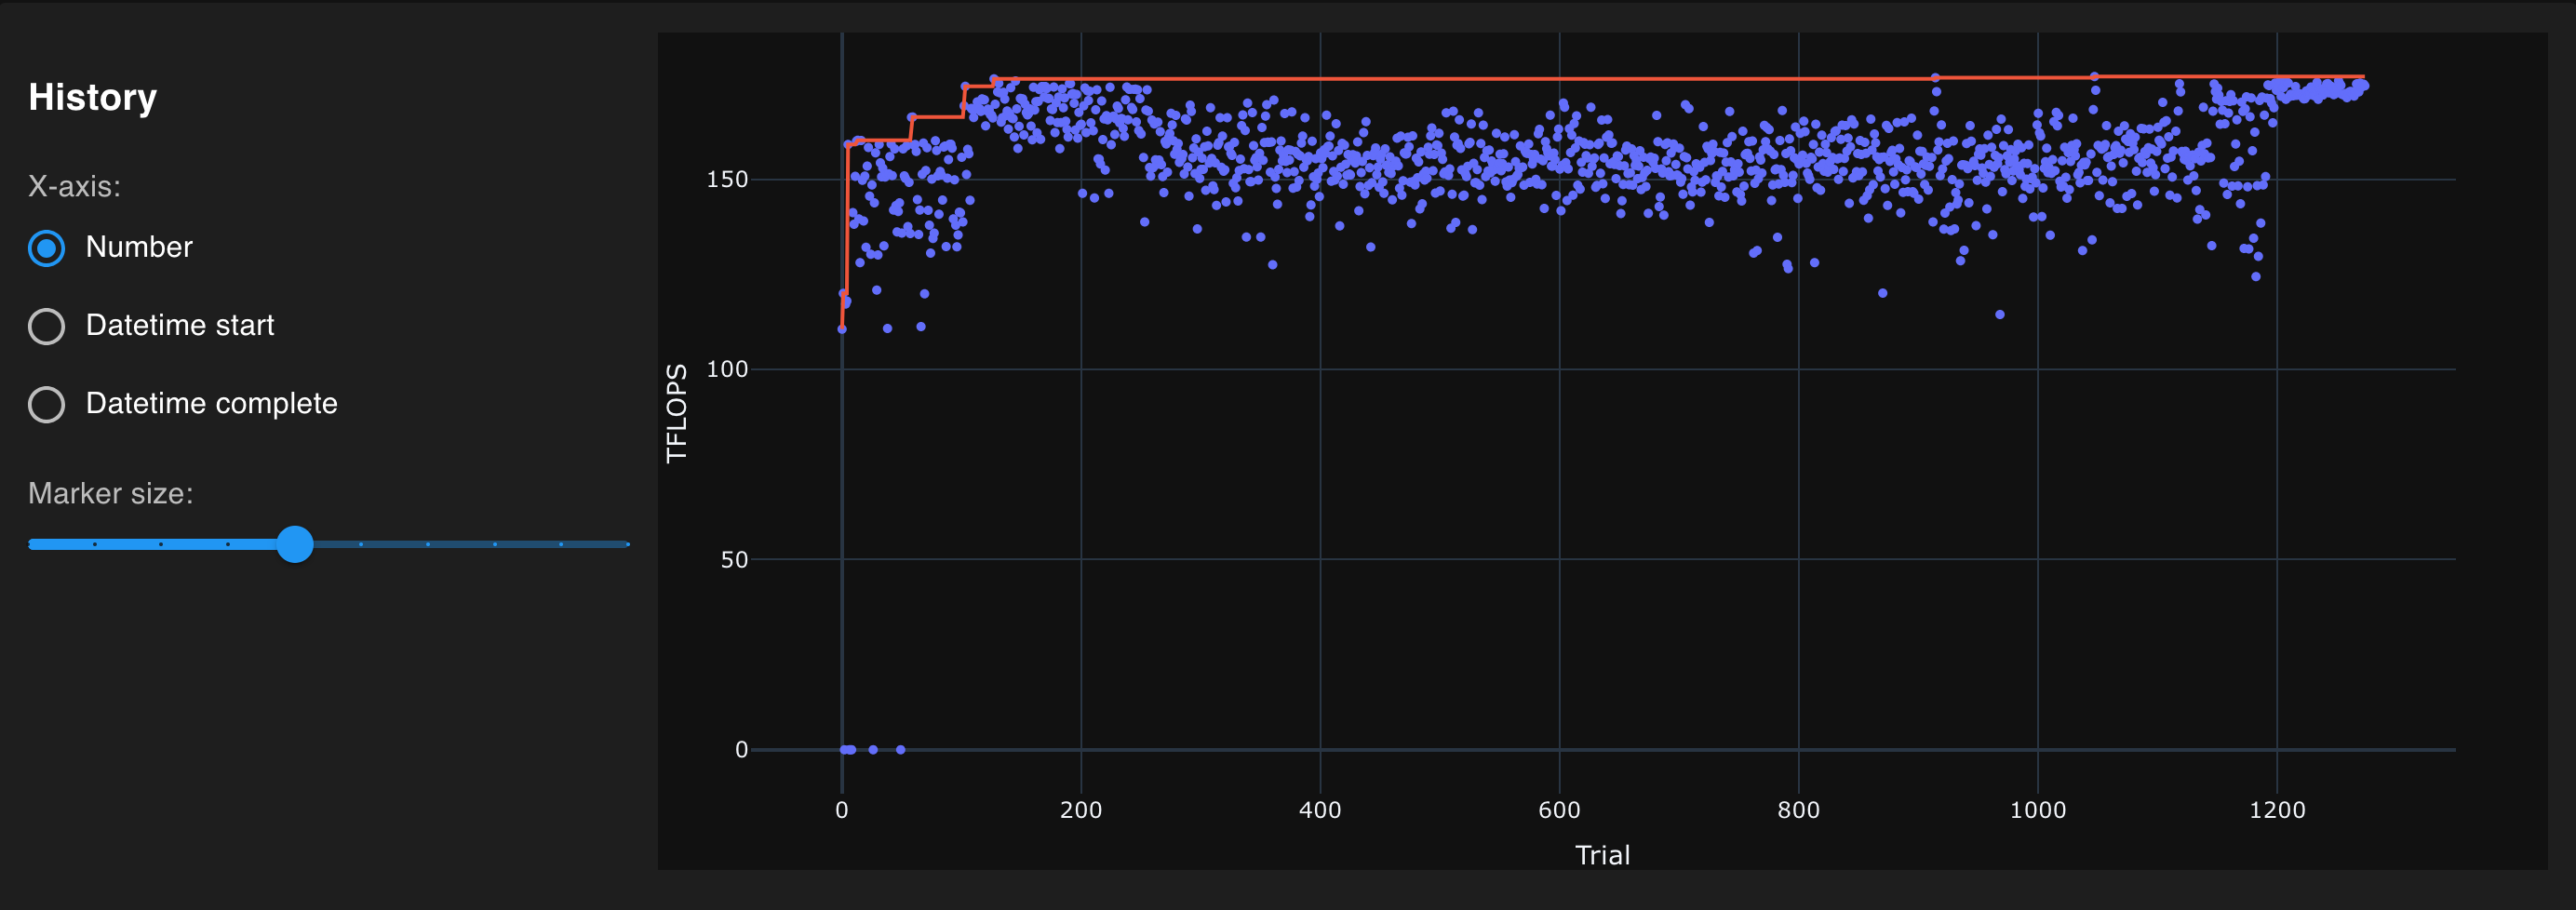 History
X-axis:
Number
Datetime start
Datetime complete
Marker size:
TFLOPS
150
100
50
0
0 200 400 600 800 1000 1200
Trial